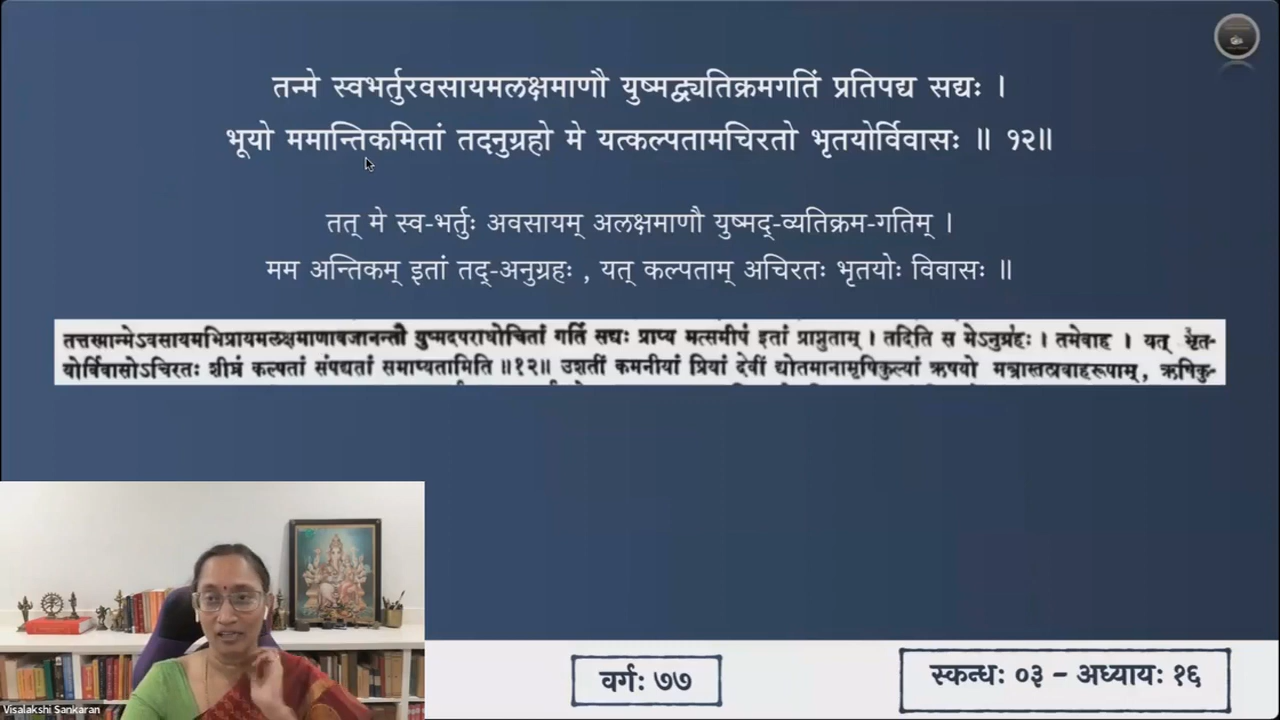 तन्मे स्वभर्तुरवसायमलक्षमाणौ युष्मद्व्यतिक्रमगतिं प्रतिपद्य सद्यः ।
भूयो ममान्तिकमितां तदनुग्रहो मे यत्कल्पतामचिरतो भृतयोर्विवासः ॥ १२॥
तत् मे स्व-भर्तुः अवसायम् अलक्षमाणौ युष्मद्-व्यतिक्रम-गतिम् ।
मम अन्तिकम् इतां तद्-अनुग्रहः , यत् कल्पताम् अचिरतः भृतयोः विवासः ॥
तत्तस्मान्मेऽवसायमभिप्रायमलक्षमाणावजानन्तौ युष्मदपराधोचितां गतिं सद्यः प्राप्य मत्समीपं इतां प्राप्नुताम् । तदिति स मेऽनुग्रहः । तमेवाह । यत् भृत-
योर्विवासोऽचिरतः शीघ्रं कल्पतां संपद्यतां समाप्यतामिति ॥१२॥ उशतीं कमनीयां प्रियां देवीं द्योतमानामृषिकुल्यां ऋषयो मन्त्रास्तत्प्रवाहरूपाम्, ऋषिकु-
Visalakshi Sankaran
वर्गः ७७
स्कन्धः ०३ – अध्यायः १६